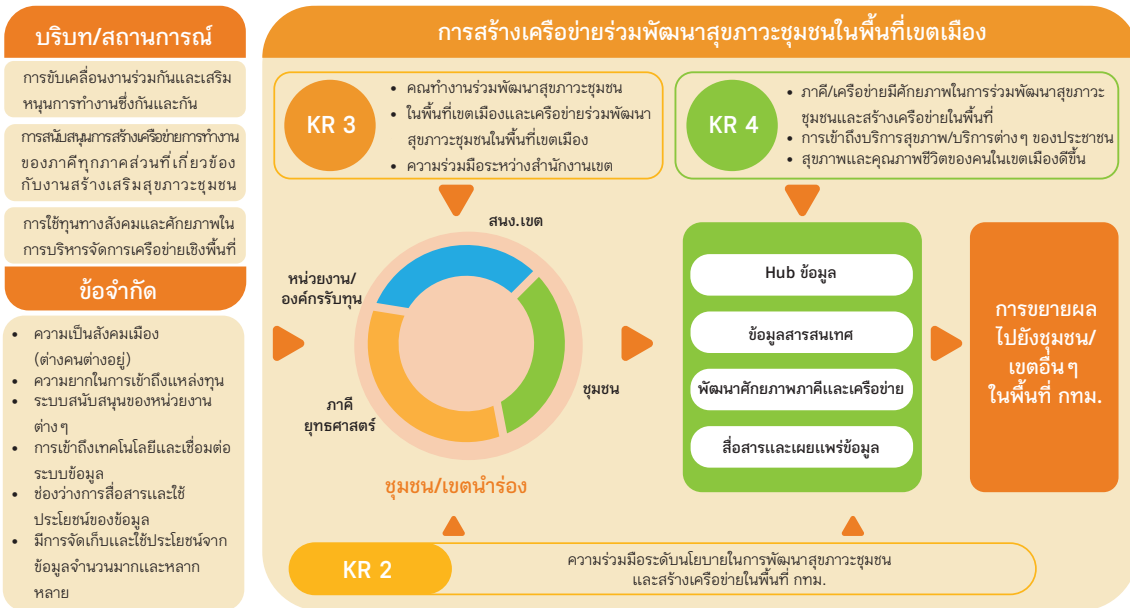 บริบท/สถานการณ์
การขับเคลื่อนงานร่วมกันและเสริม
หนุนการทำงานซึ่งกันและกัน
การสนับสนุนการสร้างเครือข่ายการทำงาน
ของภาคีทุกภาคส่วนที่เกี่ยวข้อง
กับงานสร้างเสริมสุขภาวะชุมชน
การใช้ทุนทางสังคมและศักยภาพใน
การบริหารจัดการเครือข่ายเชิงพื้นที่
ข้อจำกัด
• ความเป็นสังคมเมือง
(ต่างคนต่างอยู่)
• ความยากในการเข้าถึงแหล่งทุน
• ระบบสนับสนุนของหน่วยงาน
ต่างๆ
• การเข้าถึงเทคโนโลยีและเชื่อมต่อ
ระบบข้อมูล
• ช่องว่างการสื่อสารและใช้
ประโยชน์ของข้อมูล
• มีการจัดเก็บและใช้ประโยชน์จาก
ข้อมูลจำนวนมากและหลาก
หลาย
การสร้างเครือข่ายร่วมพัฒนาสุขภาวะชุมชนในพื้นที่เขตเมือง
KR 3
• คณทำงานร่วมพัฒนาสุขภาวะชุมชน
• ในพื้นที่เขตเมืองและเครือข่ายร่วมพัฒนา
สุขภาวะชุมชนในพื้นที่เขตเมือง
• ความร่วมมือระหว่างสำนักงานเขต
KR 4
• ภาคี/เครือข่ายมีศักยภาพในการร่วมพัฒนาสุขภาวะ
ชุมชนและสร้างเครือข่ายในพื้นที่
• การเข้าถึงบริการสุขภาพ/บริการต่างๆ ของประชาชน
• สุขภาพและคุณภาพชีวิตของคนในเขตเมืองดีขึ้น
สนง.เขต
หน่วยงาน/
องค์กรรับทุน
ชุมชน
ภาคี
ยุทธศาสตร์
ชุมชน/เขตนำร่อง
Hub ข้อมูล
ข้อมูลสารสนเทศ
พัฒนาศักยภาพภาคีและเครือข่าย
สื่อสารและเผยแพร่ข้อมูล
การขยายผล
ไปยังชุมชน/
เขตอื่นๆ
ในพื้นที่ กทม.
KR 2
ความร่วมมือระดับนโยบายในการพัฒนาสุขภาวะชุมชน
และสร้างเครือข่ายในพื้นที่ กทม.